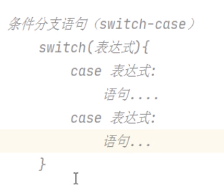 条件分支语句（switch-case）
switch(表达式){
case 表达式:
语句....
case 表达式:
语句...
}